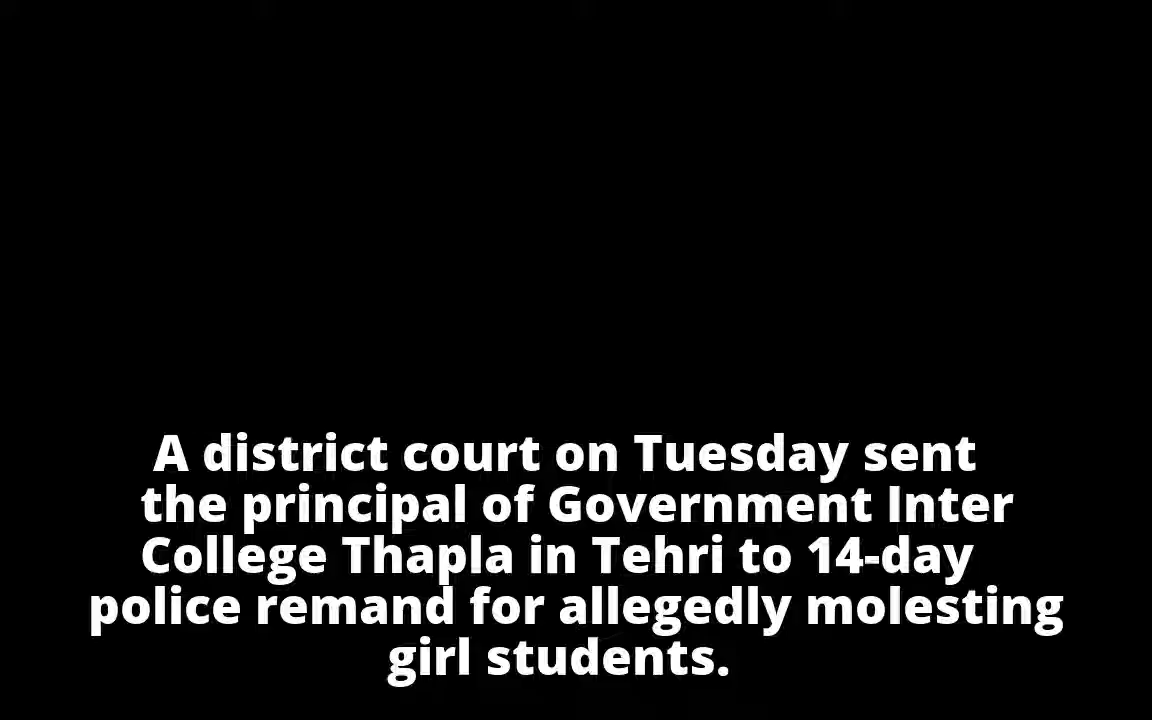 A district court on Tuesday sent
the principal of Government Inter
College Thapla in Tehri to 14-day
police remand for allegedly molesting
girl students.